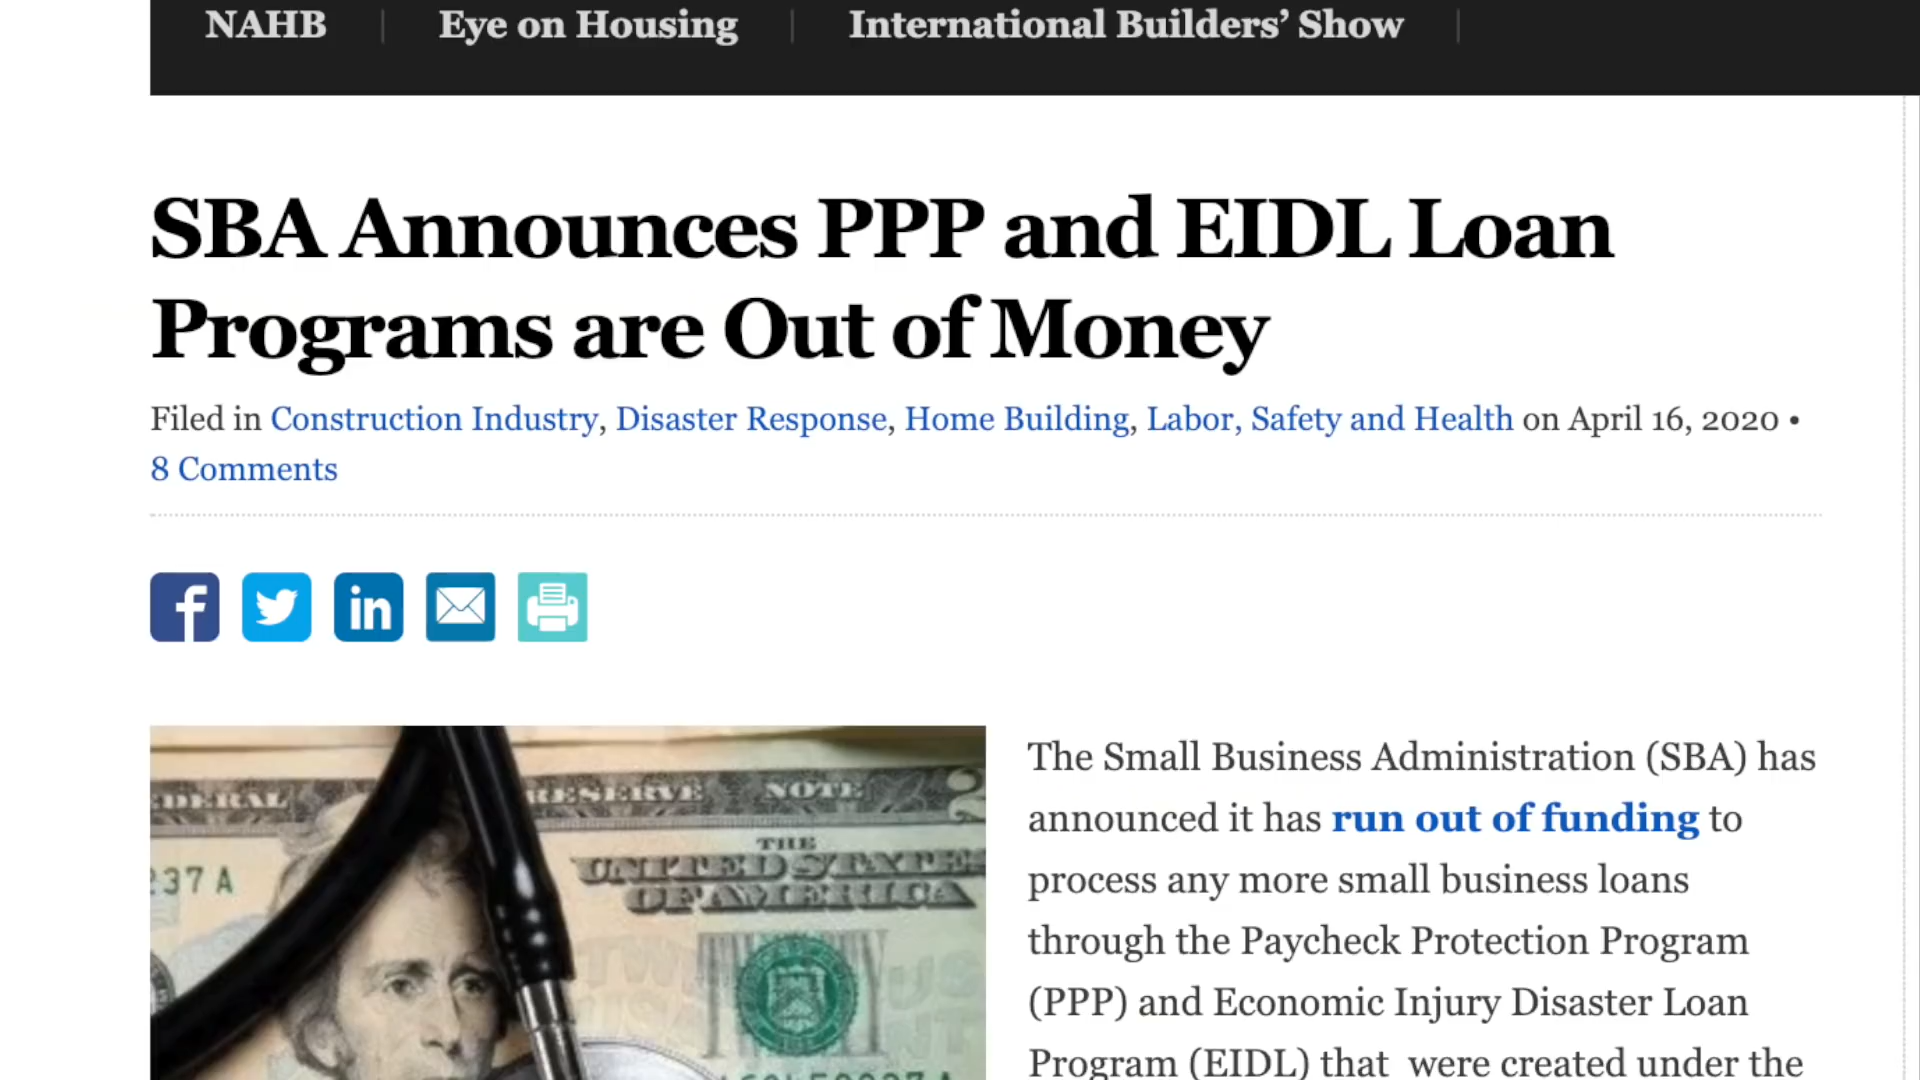 NAHB Eye on Housing International Builders’ Show
SBA Announces PPP and EIDL Loan
Programs are Out of Money
Filed in Construction Industry, Disaster Response, Home Building, Labor, Safety and Health on April 16, 2020 •
8 Comments
f in
The Small Business Administration (SBA) has
announced it has run out of funding to
process any more small business loans
through the Paycheck Protection Program
(PPP) and Economic Injury Disaster Loan
Program (EIDL) that were created under the
RESERVE NOTE
THE
UNITED STATES
OF AMERICA
237 A